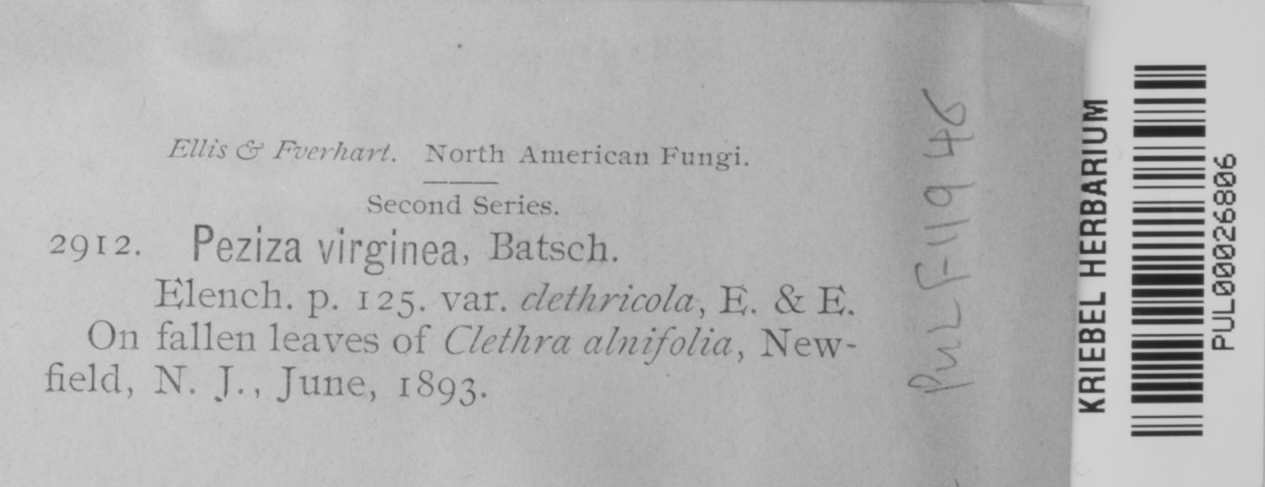 Ellis & Everhart. North American Fungi.
Second Series.
2912. Peziza virginea, Batsch.
Elench. p. 125. var. clethricola, E. & E.
On fallen leaves of Clethra alnifolia, New-
field, N. J., June, 1893.
PUL F11946
KRIEBEL HERBARIUM
PUL00026806